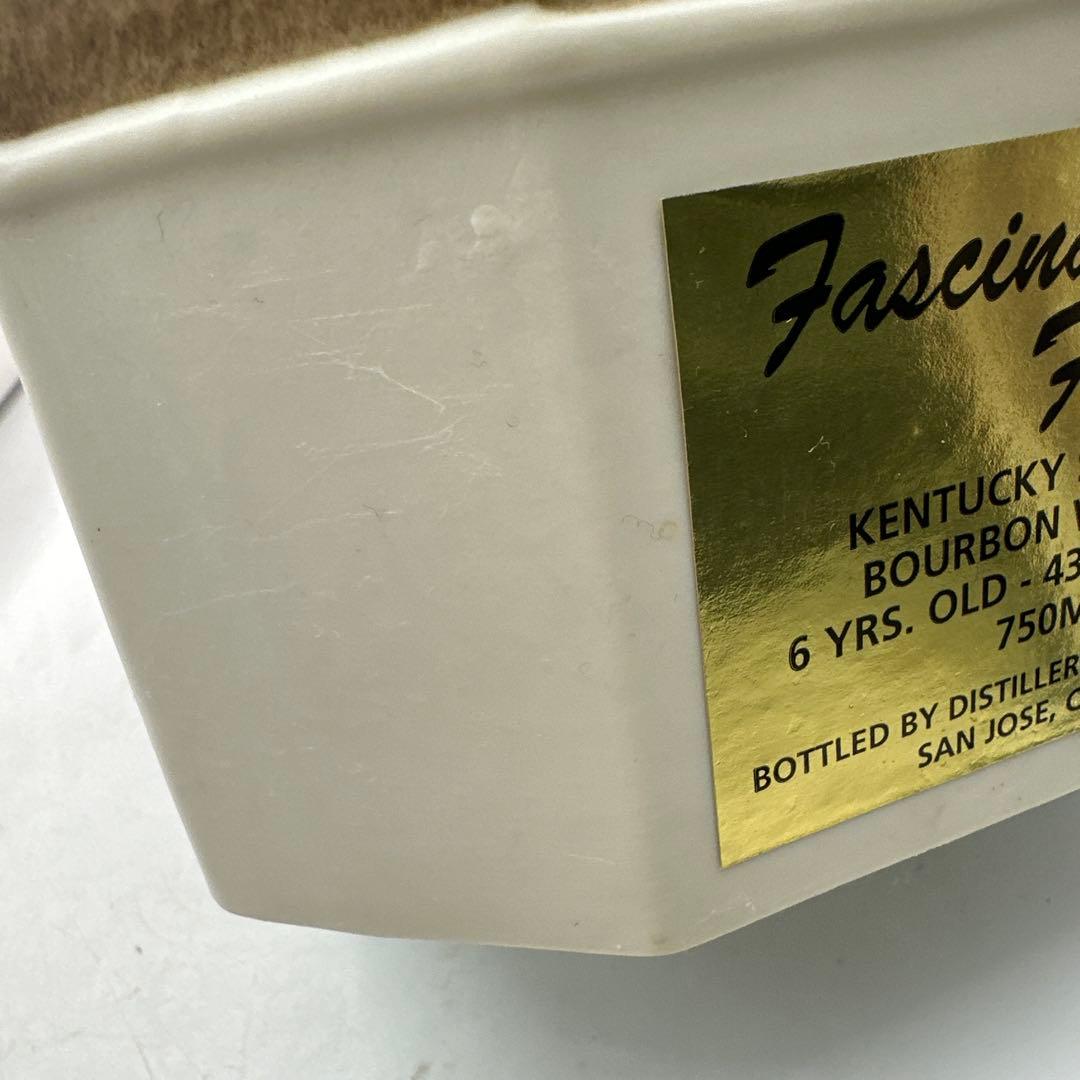 Fascin
KENTUCKY
BOURBON
6 YRS. OLD - 43
750M
BOTTLED BY DISTILLER
SAN JOSE, C